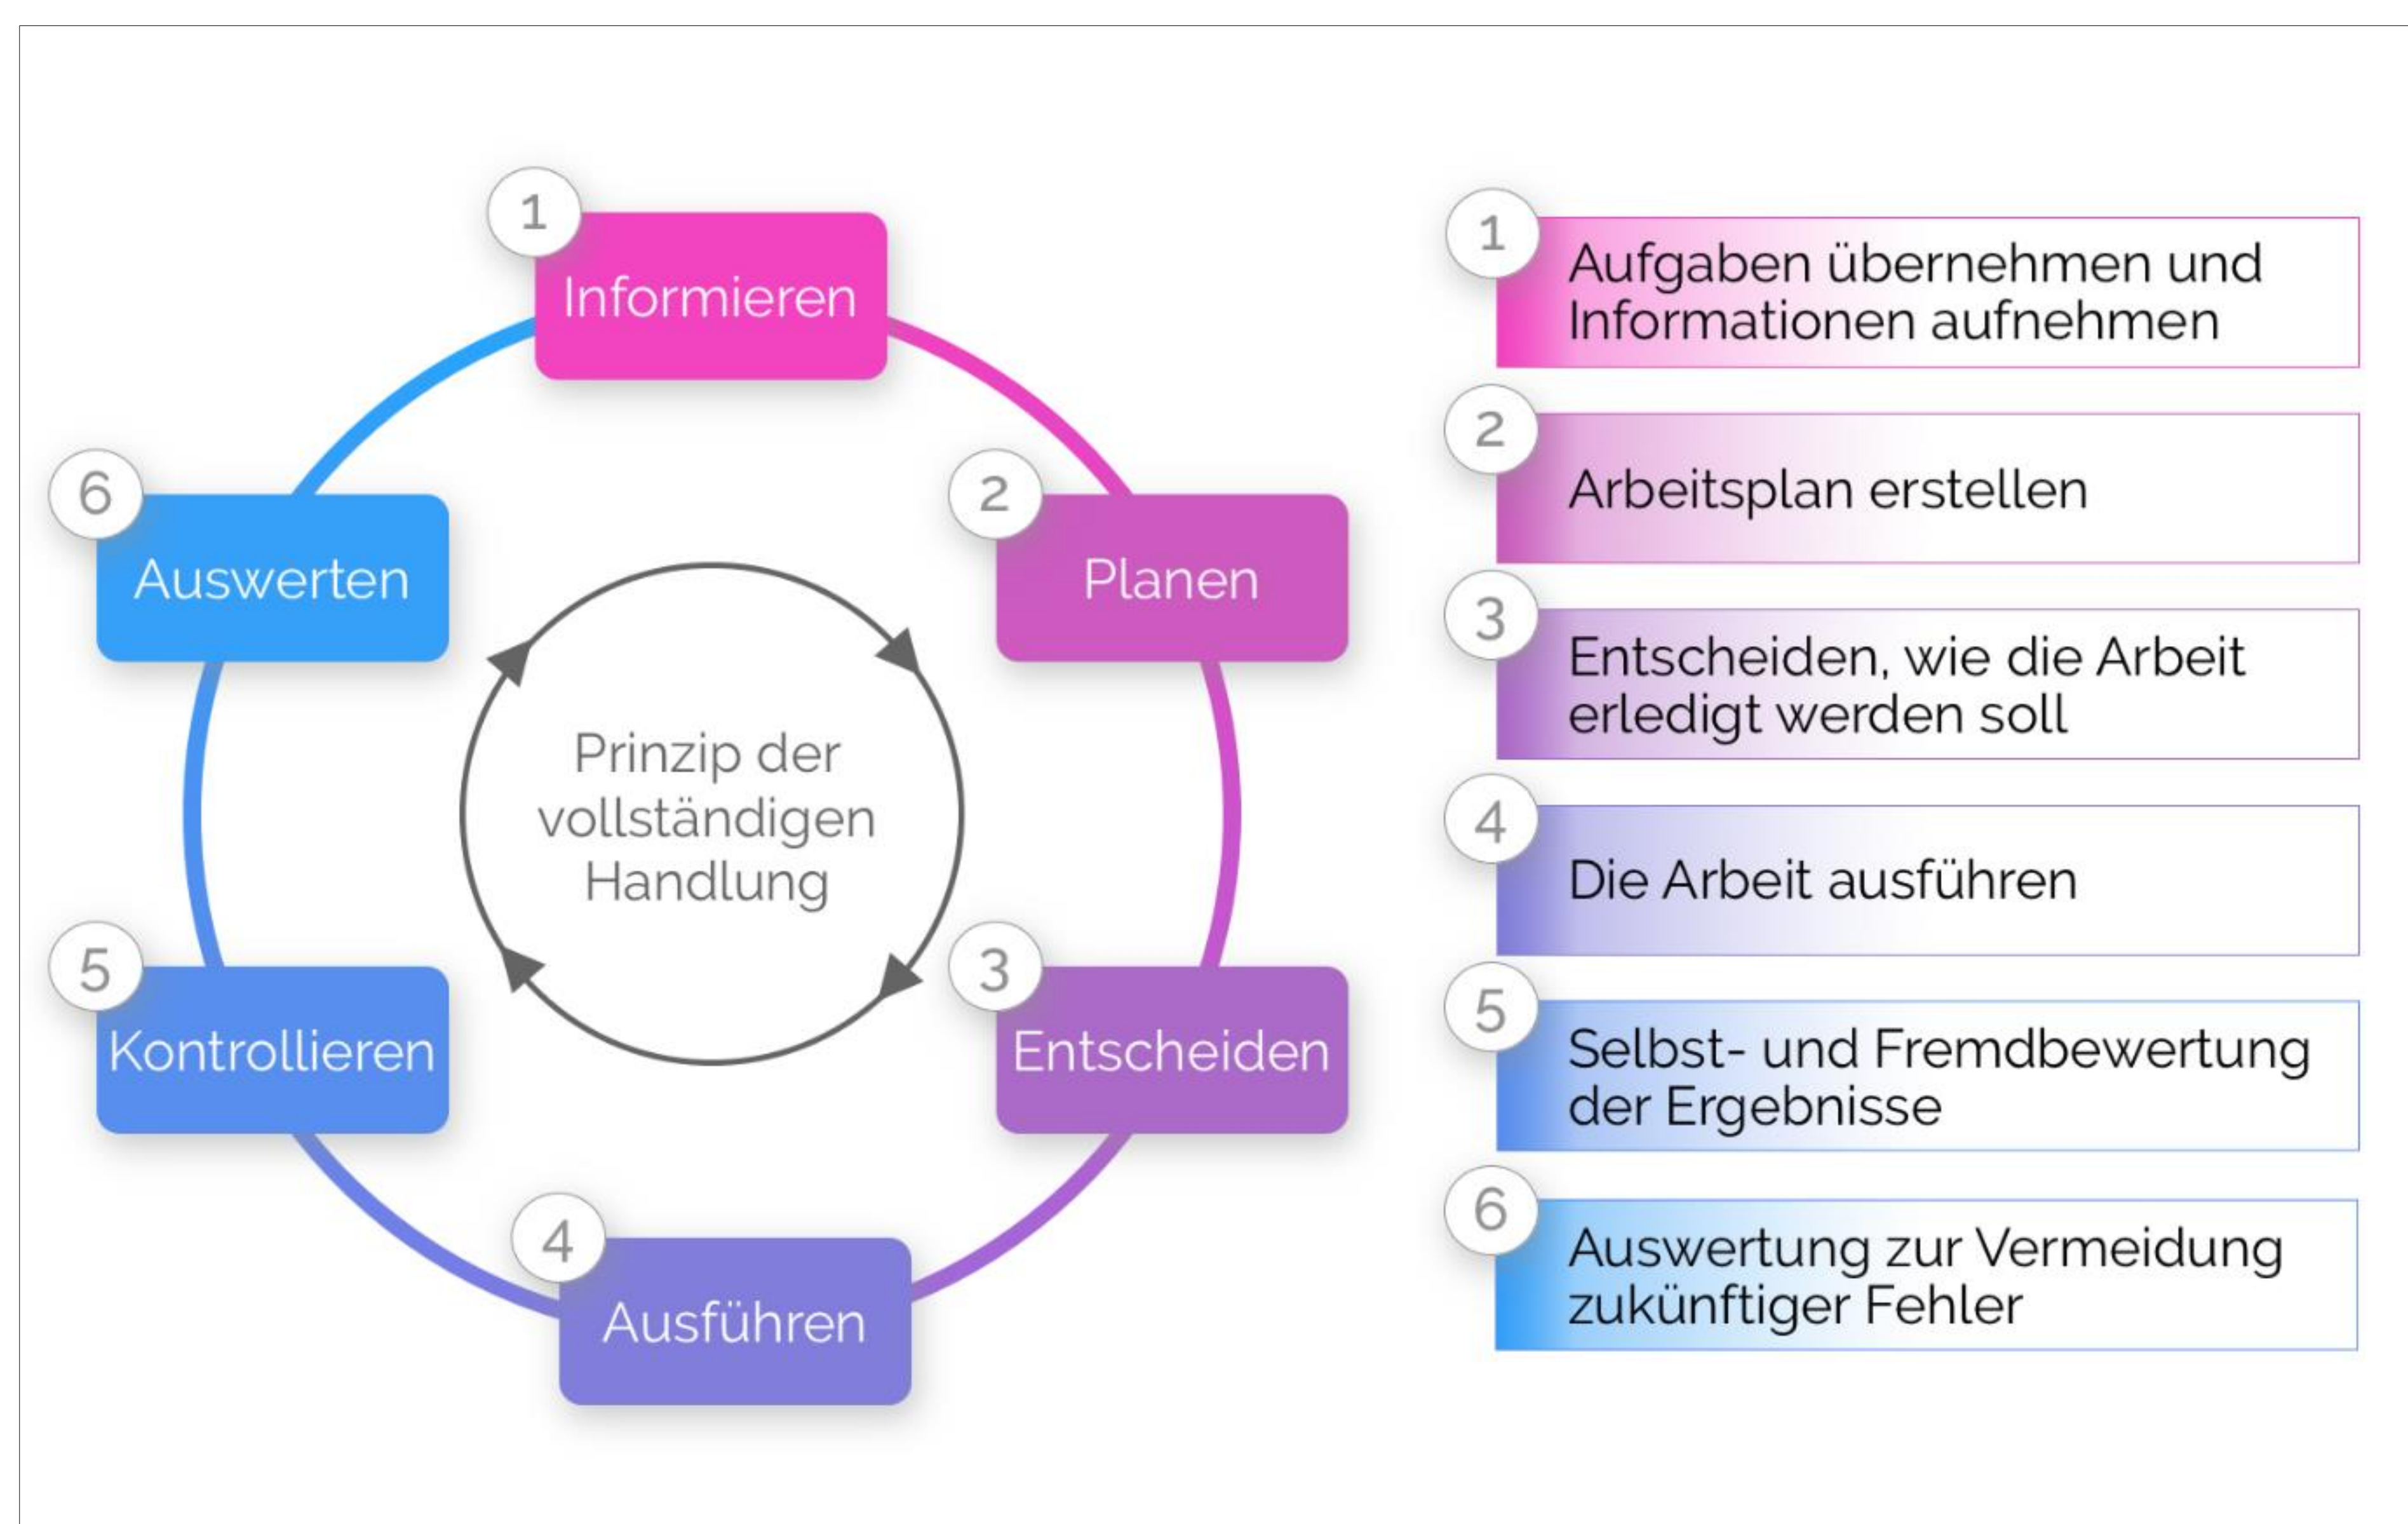 1
Informieren
2
Planen
3
Entscheiden
4
Ausführen
5
Kontrollieren
6
Auswerten
Prinzip der
vollständigen
Handlung
1
Aufgaben übernehmen und
Informationen aufnehmen
2
Arbeitsplan erstellen
3
Entscheiden, wie die Arbeit
erledigt werden soll
4
Die Arbeit ausführen
5
Selbst- und Fremdbewertung
der Ergebnisse
6
Auswertung zur Vermeidung
zukünftiger Fehler